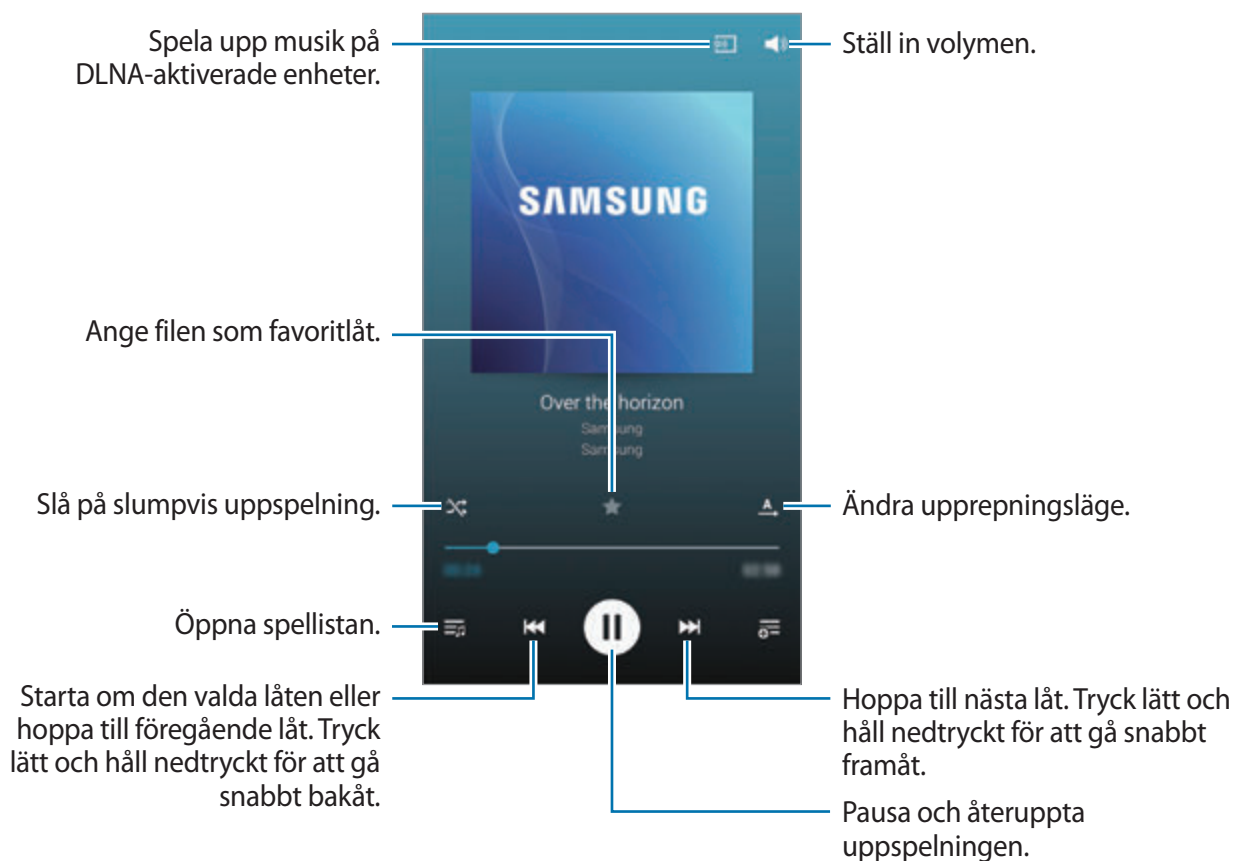 Spela upp musik på
DLNA-aktiverade enheter.
Ställ in volymen.
SAMSUNG
Ange filen som favoritlåt.
Over the horizon
Samsung
Samsung
Slå på slumpvis uppspelning.
A
Ändra upprepningsläge.
Öppna spellistan.
Starta om den valda låten eller
hoppa till föregående låt. Tryck
lätt och håll nedtryckt för att gå
snabbt bakåt.
Hoppa till nästa låt. Tryck lätt och
håll nedtryckt för att gå snabbt
framåt.
Pausa och återuppta
uppspelningen.